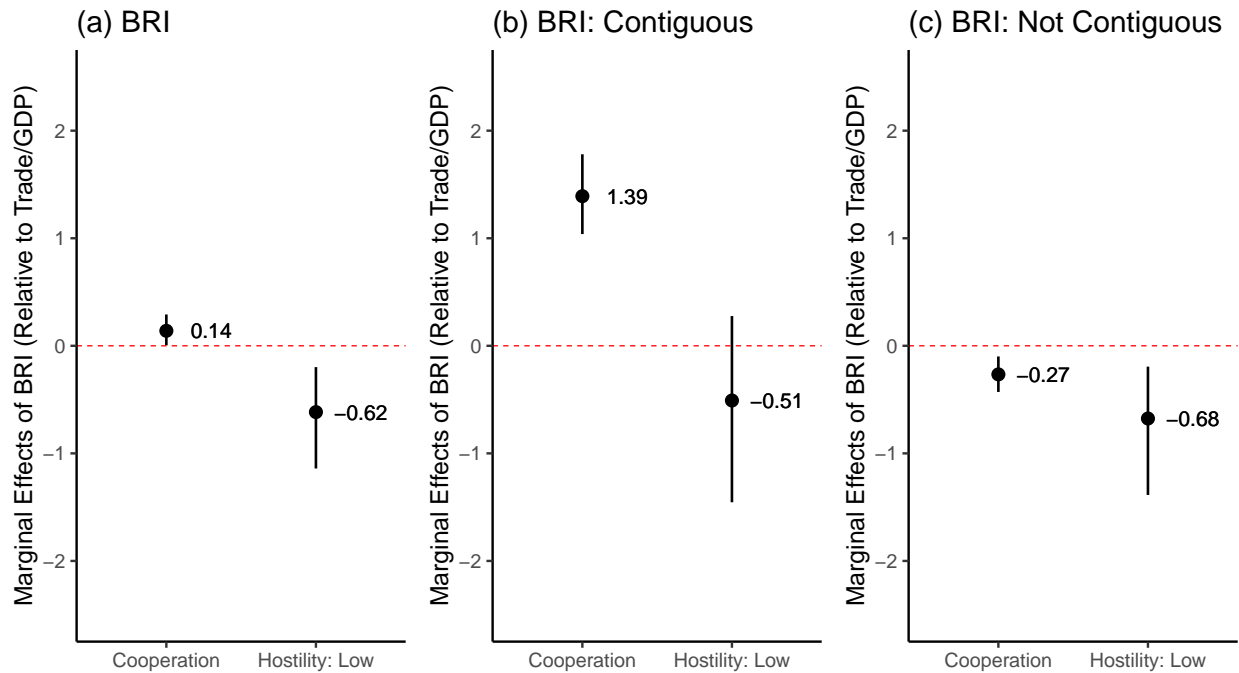 (a) BRI
Marginal Effects of BRI (Relative to Trade/GDP)
2
1
0
−1
−2
0.14
−0.62
Cooperation
Hostility: Low
(b) BRI: Contiguous
Marginal Effects of BRI (Relative to Trade/GDP)
2
1
0
−1
−2
1.39
−0.51
Cooperation
Hostility: Low
(c) BRI: Not Contiguous
Marginal Effects of BRI (Relative to Trade/GDP)
2
1
0
−1
−2
−0.27
−0.68
Cooperation
Hostility: Low